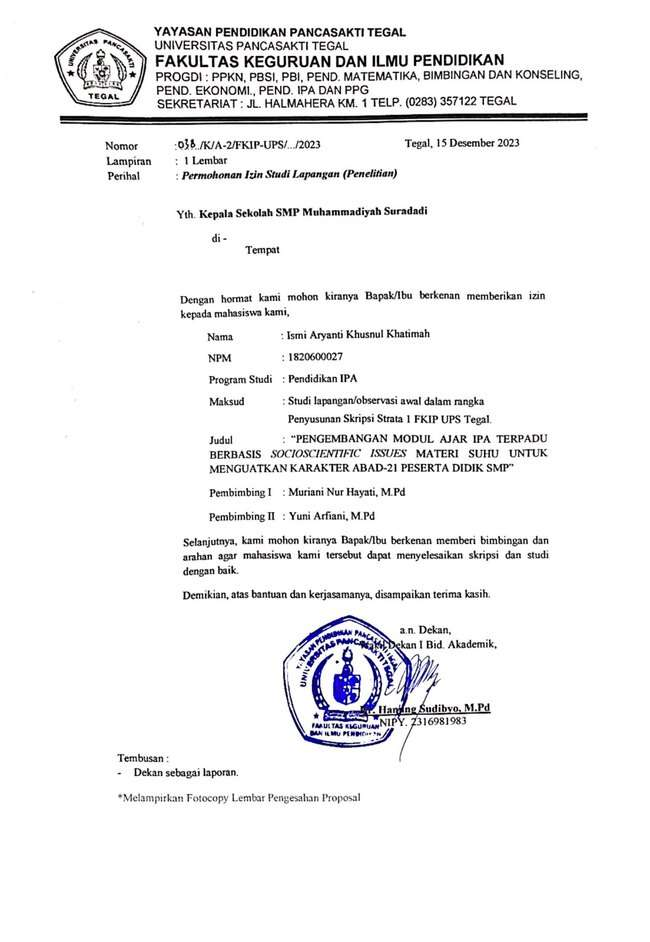 YAYASAN PENDIDIKAN PANCASAKTI TEGAL
UNIVERSITAS PANCASAKTI TEGAL
FAKULTAS KEGURUAN DAN ILMU PENDIDIKAN
PROGDI : PPKN, PBSI, PBI, PEND. MATEMATIKA, BIMBINGAN DAN KONSELING,
PEND. EKONOMI., PEND. IPA DAN PPG
SEKRETARIAT : JL. HALMAHERA KM. 1 TELP. (0283) 357122 TEGAL
UNIVERSITAS PANCASAKTI
TEGAL
Nomor :038../K/A-2/FKIP-UPS/.../2023 Tegal, 15 Desember 2023
Lampiran : 1 Lembar
Perihal : Permohonan Izin Studi Lapangan (Penelitian)
Yth. Kepala Sekolah SMP Muhammadiyah Suradadi
di -
Tempat
Dengan hormat kami mohon kiranya Bapak/Ibu berkenan memberikan izin
kepada mahasiswa kami,
Nama : Ismi Aryanti Khusnul Khatimah
NPM : 1820600027
Program Studi : Pendidikan IPA
Maksud : Studi lapangan/observasi awal dalam rangka
Penyusunan Skripsi Strata 1 FKIP UPS Tegal.
Judul : “PENGEMBANGAN MODUL AJAR IPA TERPADU
BERBASIS SOCIOSCIENTIFIC ISSUES MATERI SUHU UNTUK
MENGUATKAN KARAKTER ABAD-21 PESERTA DIDIK SMP”
Pembimbing I : Muriani Nur Hayati, M.Pd
Pembimbing II : Yuni Arfiani, M.Pd
Selanjutnya, kami mohon kiranya Bapak/Ibu berkenan memberi bimbingan dan
arahan agar mahasiswa kami tersebut dapat menyelesaikan skripsi dan studi
dengan baik.
Demikian, atas bantuan dan kerjasamanya, disampaikan terima kasih.
a.n. Dekan,
Dekan I Bid. Akademik,
YAYASAN PENDIDIKAN PANCASAKTI TEGAL
UNIVERSITAS PANCASAKTI TEGAL
FAKULTAS KEGURUAN
DAN ILMU PENDIDIKAN
Sudibyo, M.Pd
NIPY. 2316981983
Tembusan :
- Dekan sebagai laporan.
*Melampirkan Fotocopy Lembar Pengesahan Proposal